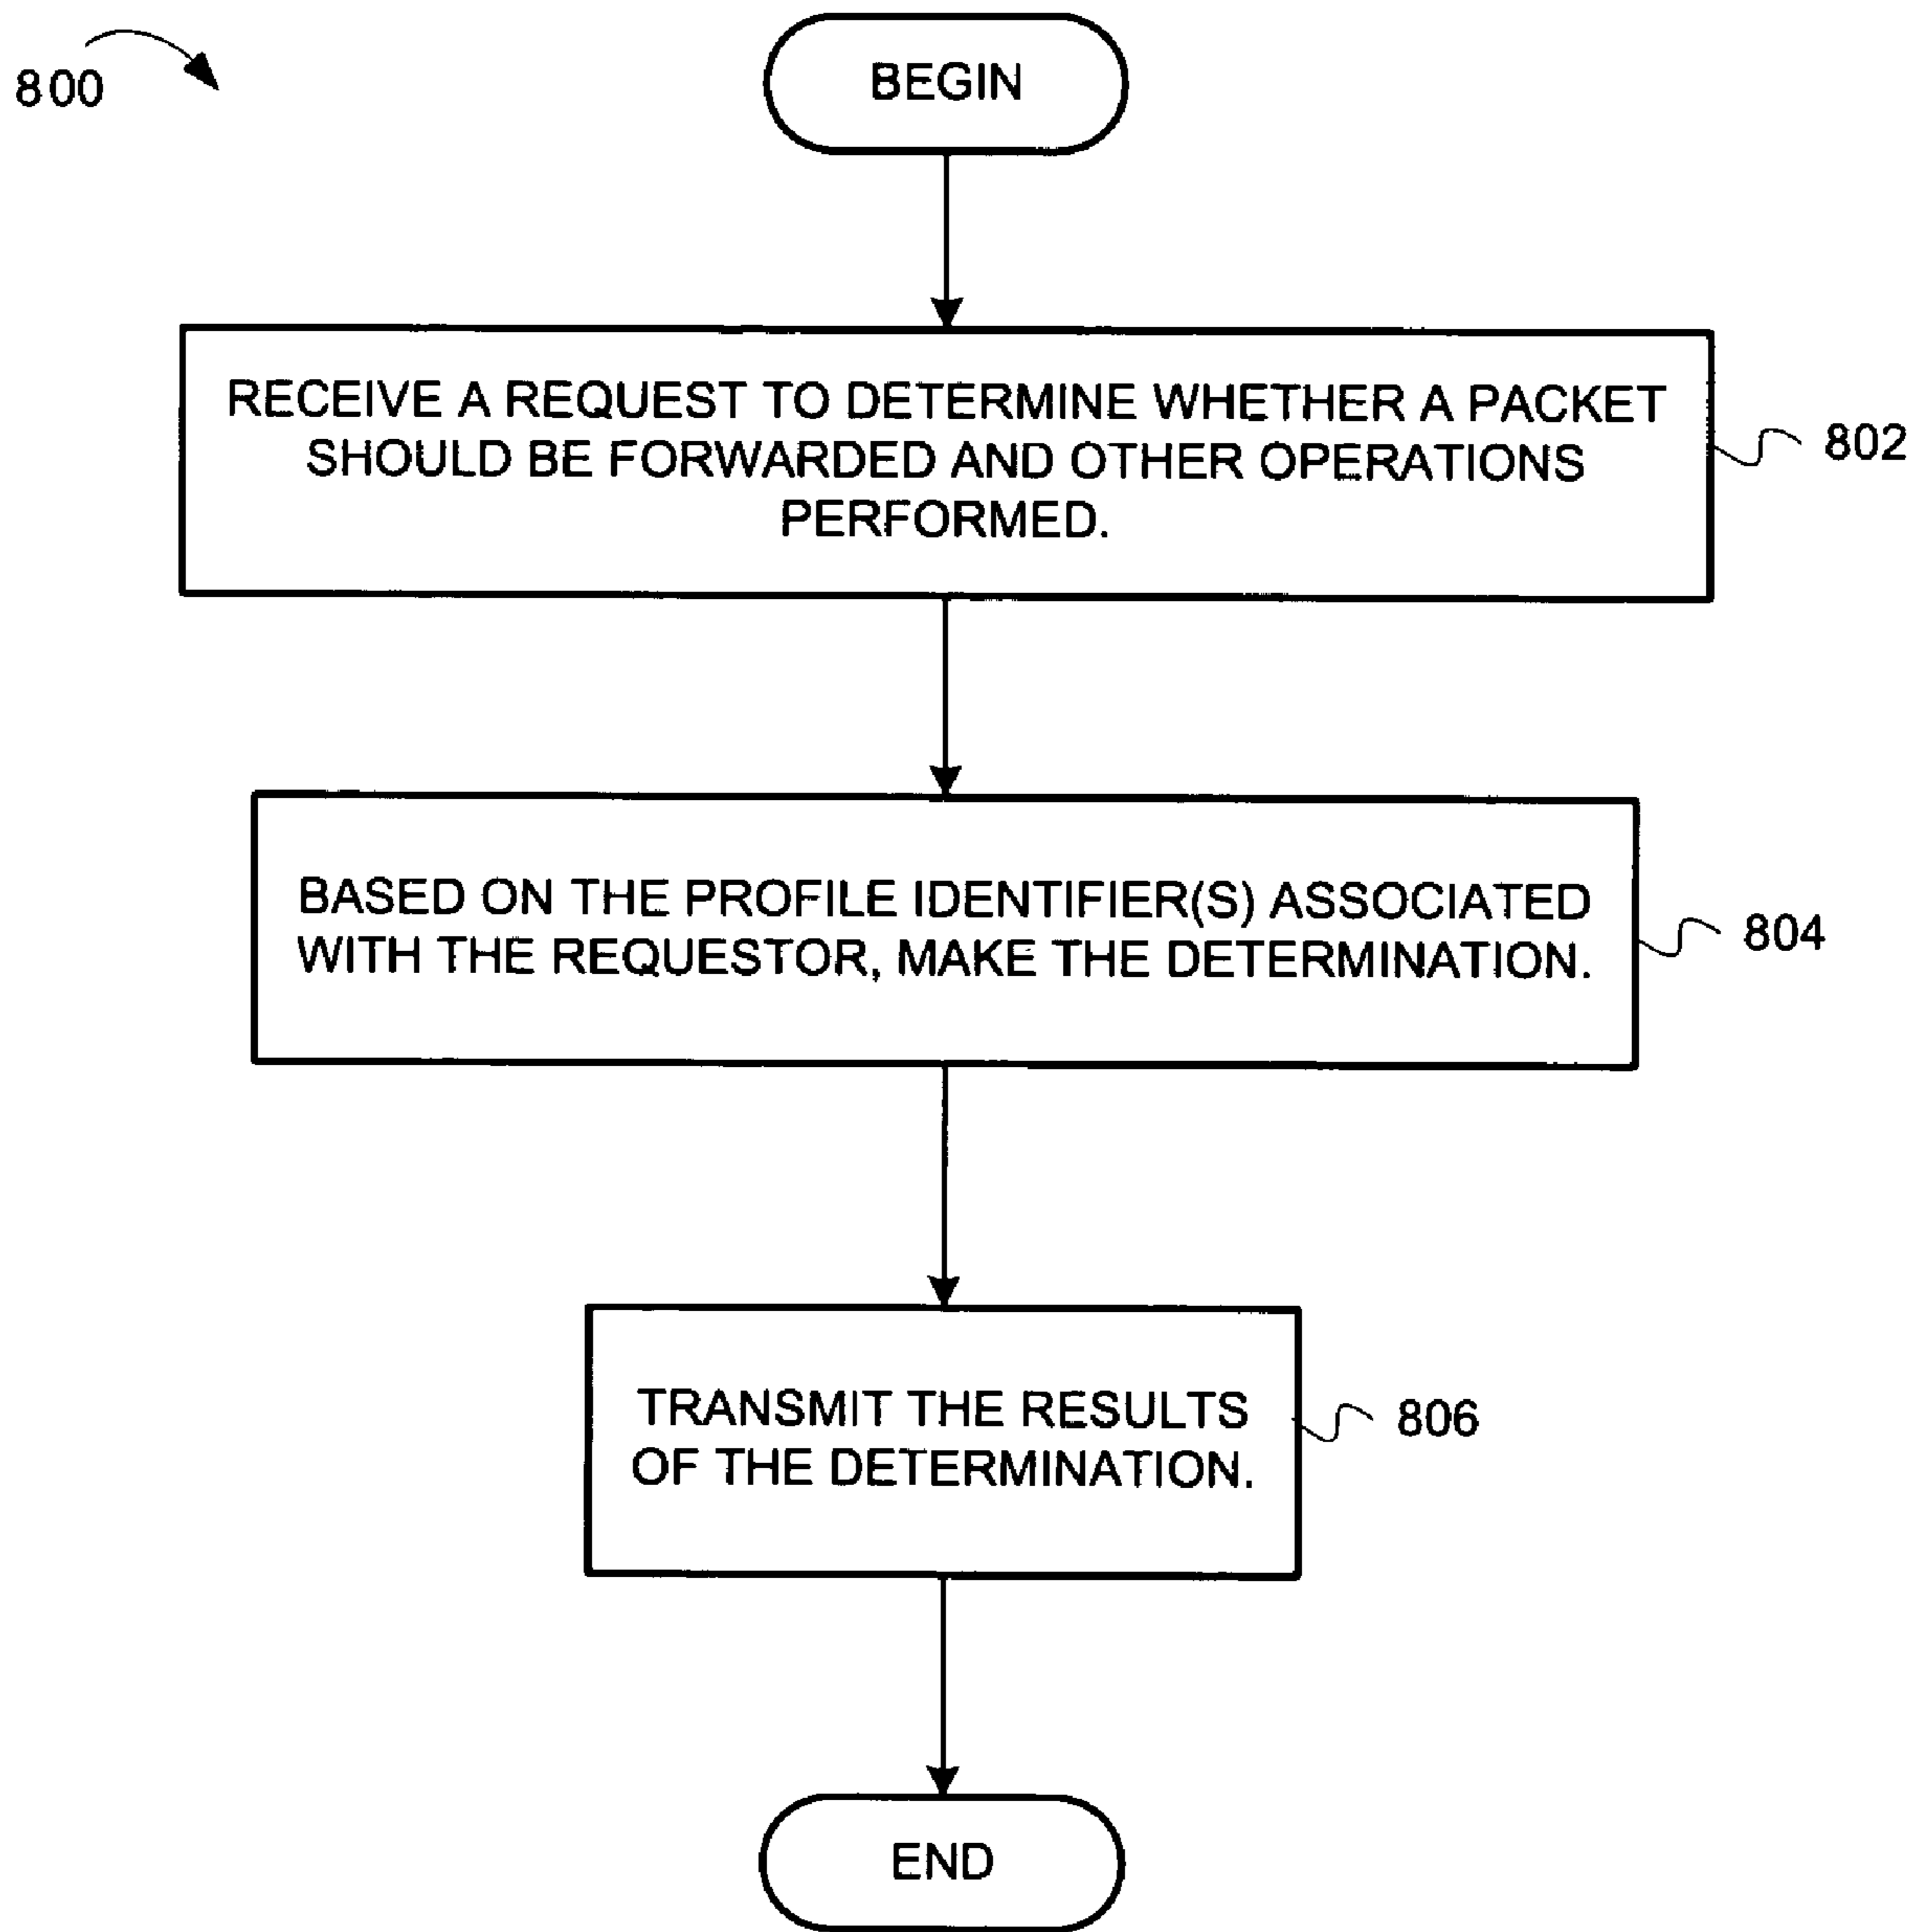 800
BEGIN
RECEIVE A REQUEST TO DETERMINE WHETHER A PACKET
SHOULD BE FORWARDED AND OTHER OPERATIONS
PERFORMED.
802
BASED ON THE PROFILE IDENTIFIER(S) ASSOCIATED
WITH THE REQUESTOR, MAKE THE DETERMINATION.
804
TRANSMIT THE RESULTS
OF THE DETERMINATION.
806
END